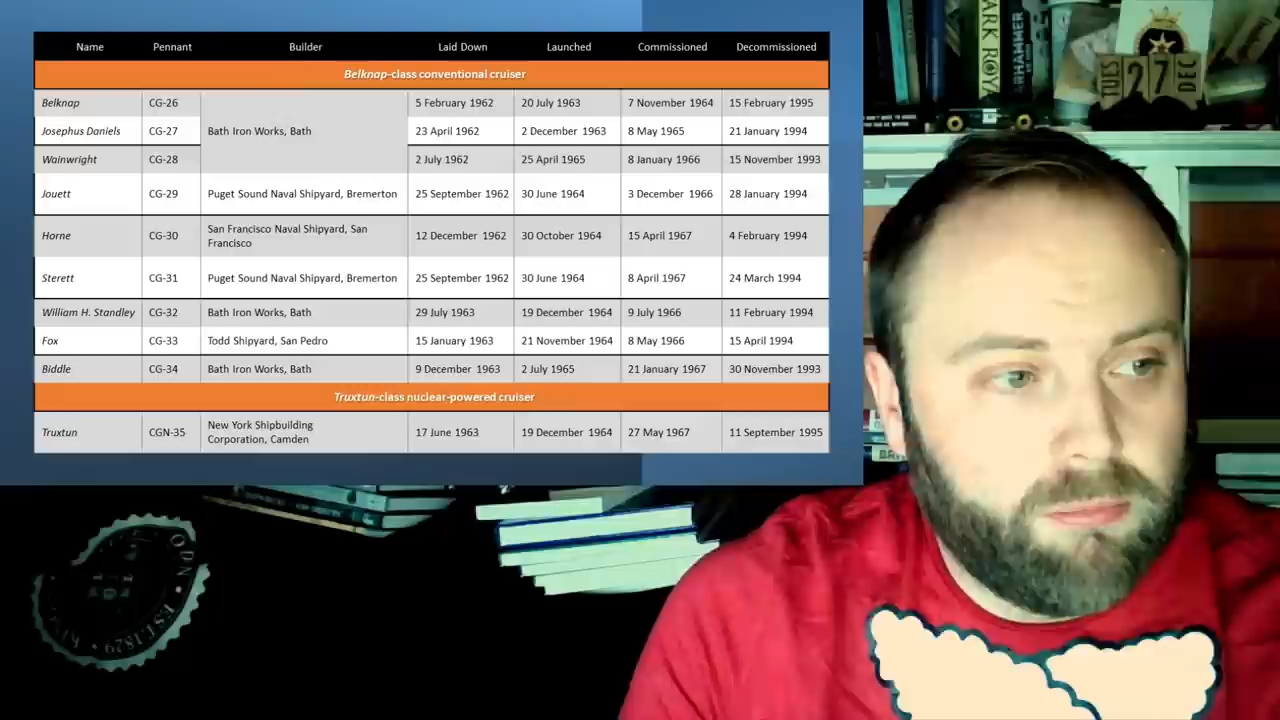 Name Pennant Builder Laid Down Launched Commissioned Decommissioned
Belknap-class conventional cruiser
Belknap CG-26 Bath Iron Works, Bath 5 February 1962 20 July 1963 7 November 1964 15 February 1995
Josephus Daniels CG-27 23 April 1962 2 December 1963 8 May 1965 21 January 1994
Wainwright CG-28 2 July 1962 25 April 1965 8 January 1966 15 November 1993
Jouett CG-29 Puget Sound Naval Shipyard, Bremerton 25 September 1962 30 June 1964 3 December 1966 28 January 1994
Horne CG-30 San Francisco Naval Shipyard, San
Francisco 12 December 1962 30 October 1964 15 April 1967 4 February 1994
Sterett CG-31 Puget Sound Naval Shipyard, Bremerton 25 September 1962 30 June 1964 8 April 1967 24 March 1994
William H. Standley CG-32 Bath Iron Works, Bath 29 July 1963 19 December 1964 9 July 1966 11 February 1994
Fox CG-33 Todd Shipyard, San Pedro 15 January 1963 21 November 1964 8 May 1966 15 April 1994
Biddle CG-34 Bath Iron Works, Bath 9 December 1963 2 July 1965 21 January 1967 30 November 1993
Truxtun-class nuclear-powered cruiser
Truxtun CGN-35 New York Shipbuilding
Corporation, Camden 17 June 1963 19 December 1964 27 May 1967 11 September 1995
TUES 27 DEC
EST.1829